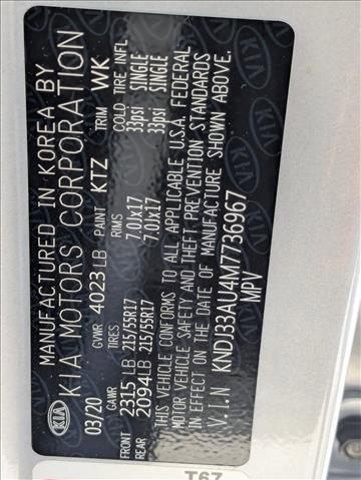 MANUFACTURED IN KOREA BY
KIA MOTORS CORPORATION
KIA
03/20 GVWR 4023 LB PAINT KTZ TRIM WK
GAWR TIRES RIMS COLD TIRE INFL
FRONT 2315 LB 215/55R17 7.0Jx17 33psi SINGLE
REAR 2094LB 215/55R17 7.0Jx17 33psi SINGLE
THIS VEHICLE CONFORMS TO ALL APPLICABLE U.S.A. FEDERAL
MOTOR VEHICLE SAFETY AND THEFT PREVENTION STANDARDS
IN EFFECT ON THE DATE OF MANUFACTURE SHOWN ABOVE.
V.I.N KNDJ33AU4M7736967
MPV
T67